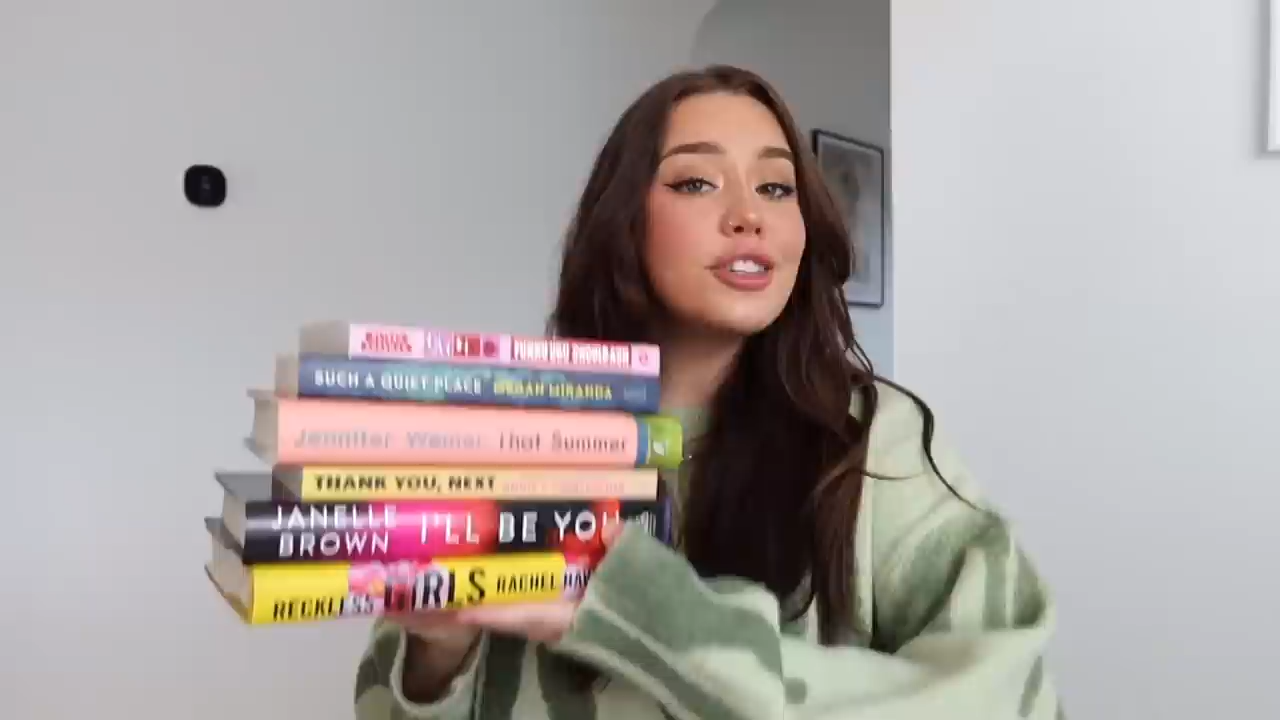 SUCH A QUIET PLACE MEGAN MIRANDA
Jennifer Weiner That Summer
THANK YOU, NEXT
JANELLE BROWN I'LL BE YOU
RECKLESS GIRLS RACHEL HAW